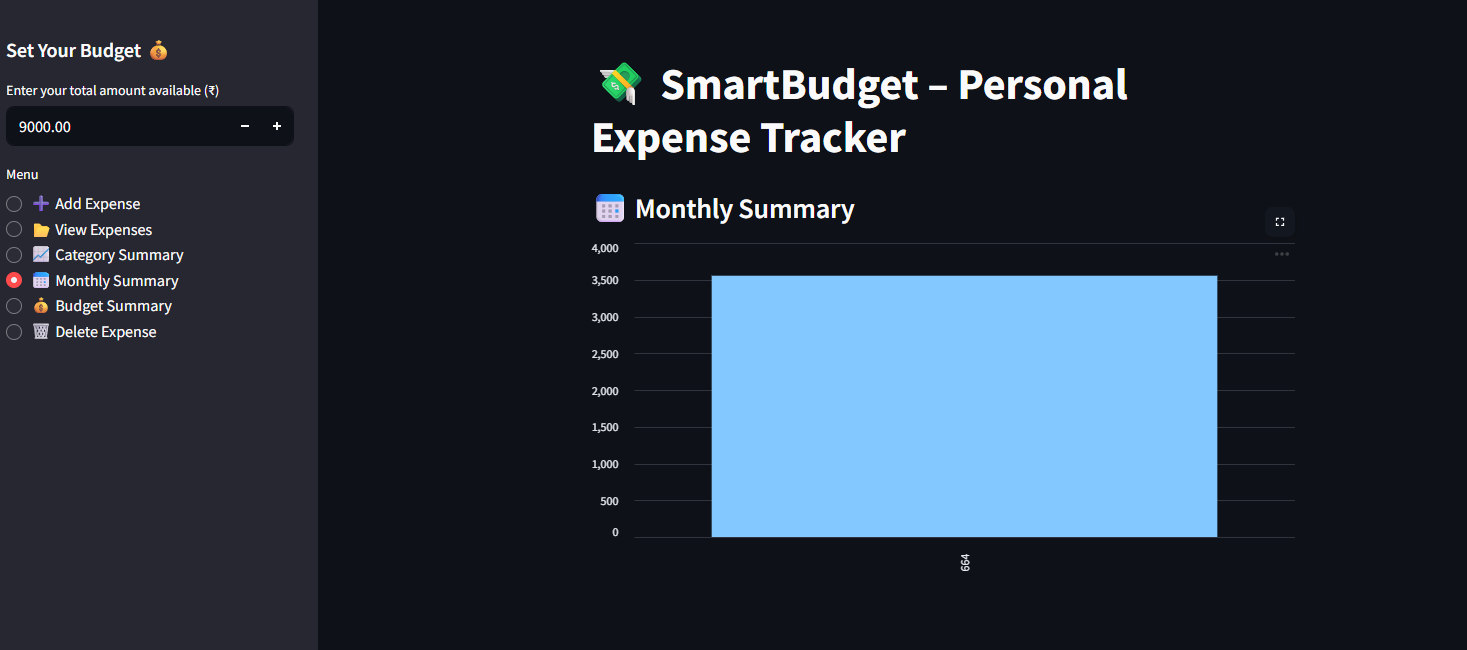 Set Your Budget 💰
Enter your total amount available (₹)
9000.00
Menu
➕ Add Expense
📂 View Expenses
📈 Category Summary
📅 Monthly Summary
💰 Budget Summary
🗑️ Delete Expense
💸 SmartBudget – Personal
Expense Tracker
📅 Monthly Summary
4,000
3,500
3,000
2,500
2,000
1,500
1,000
500
0
664